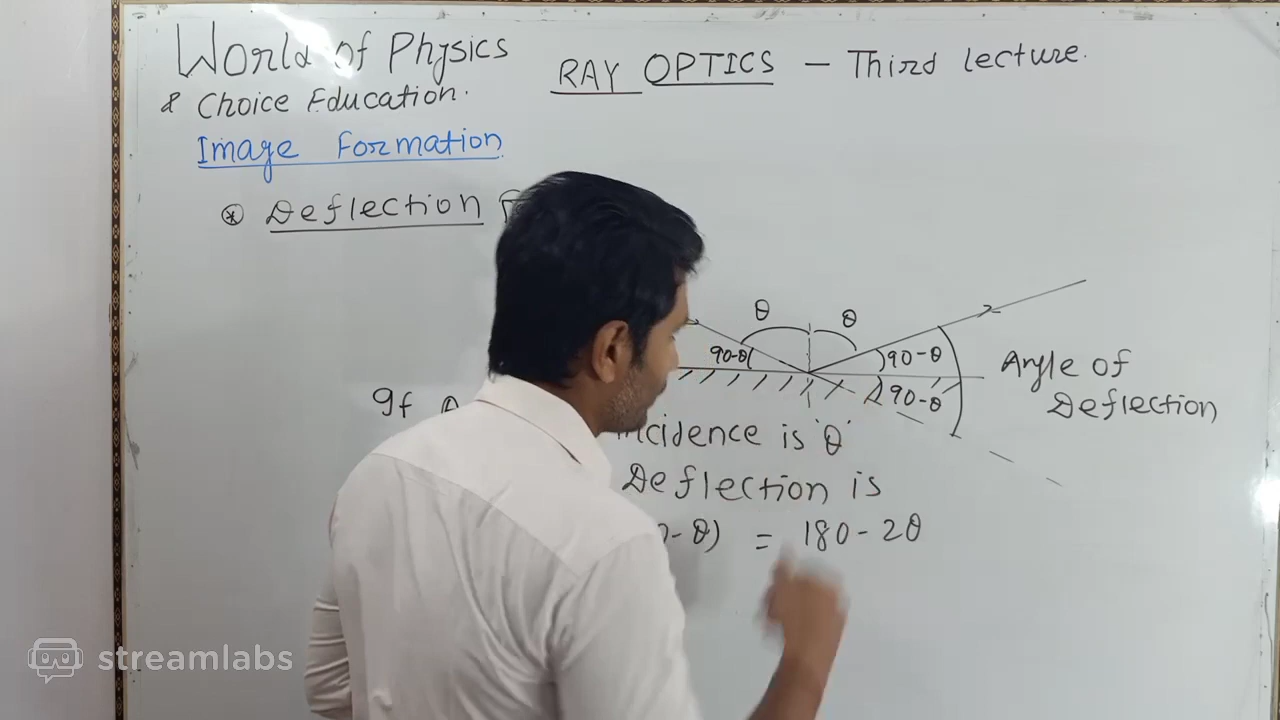 World of Physics
& Choice Education.
RAY OPTICS – Third lecture.
Image Formation
⊛ Deflection
θ θ
90-θ 90-θ
90-θ
Angle of
Deflection
If
incidence is 'θ'
Deflection is
-θ) = 180-2θ
streamlabs